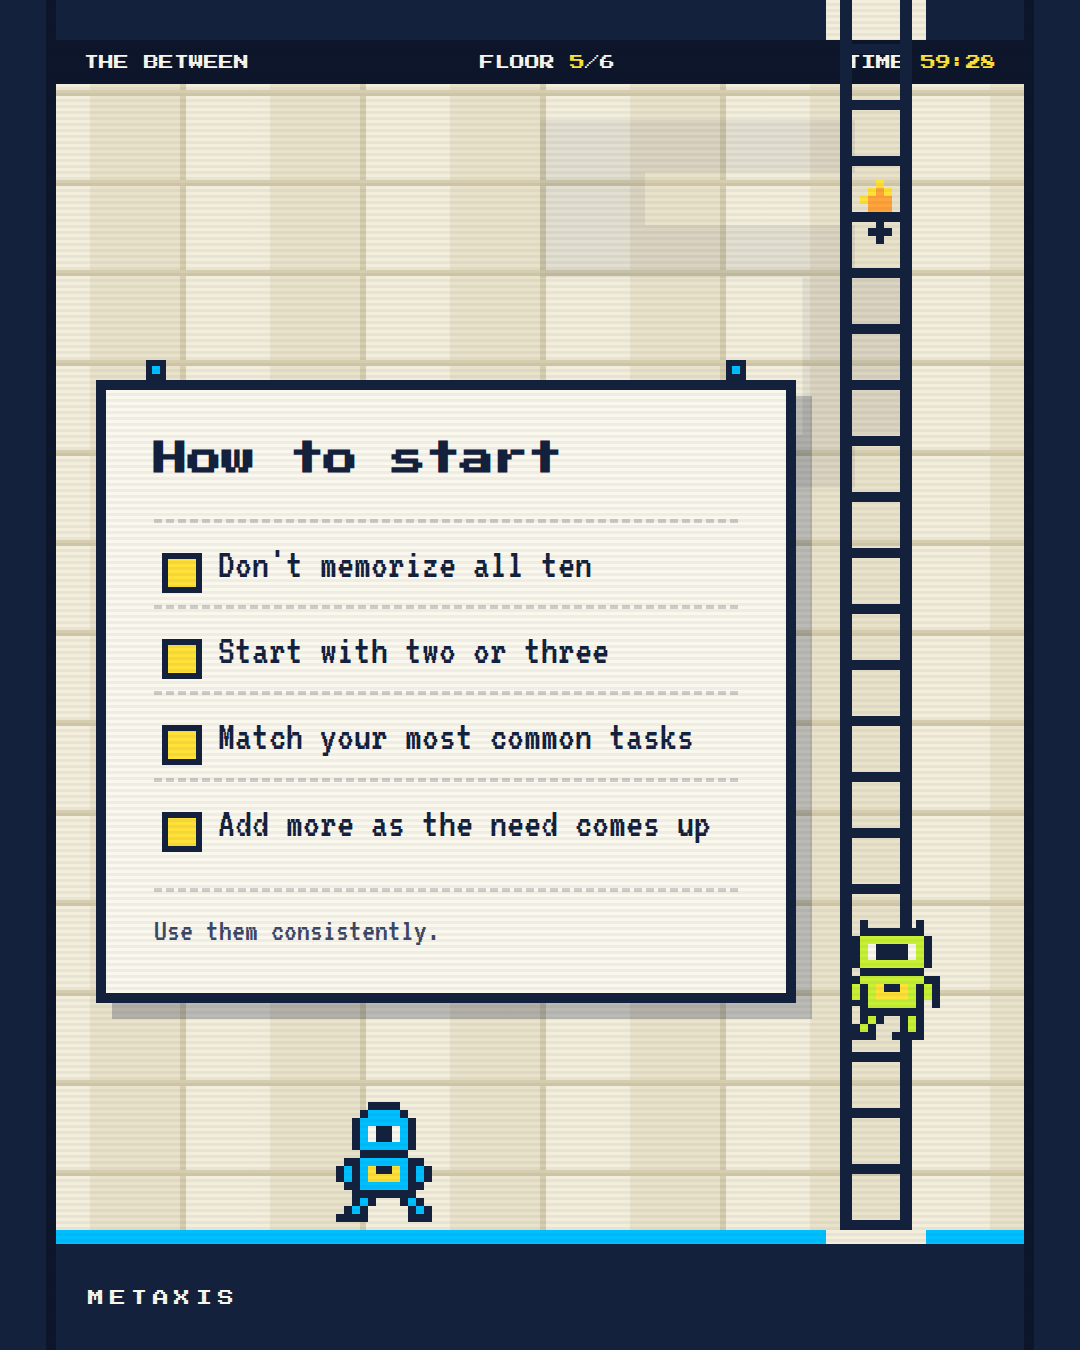 THE BETWEEN
FLOOR 5/6
TIME 59:28
How to start
Don't memorize all ten
Start with two or three
Match your most common tasks
Add more as the need comes up
Use them consistently.
METAXIS